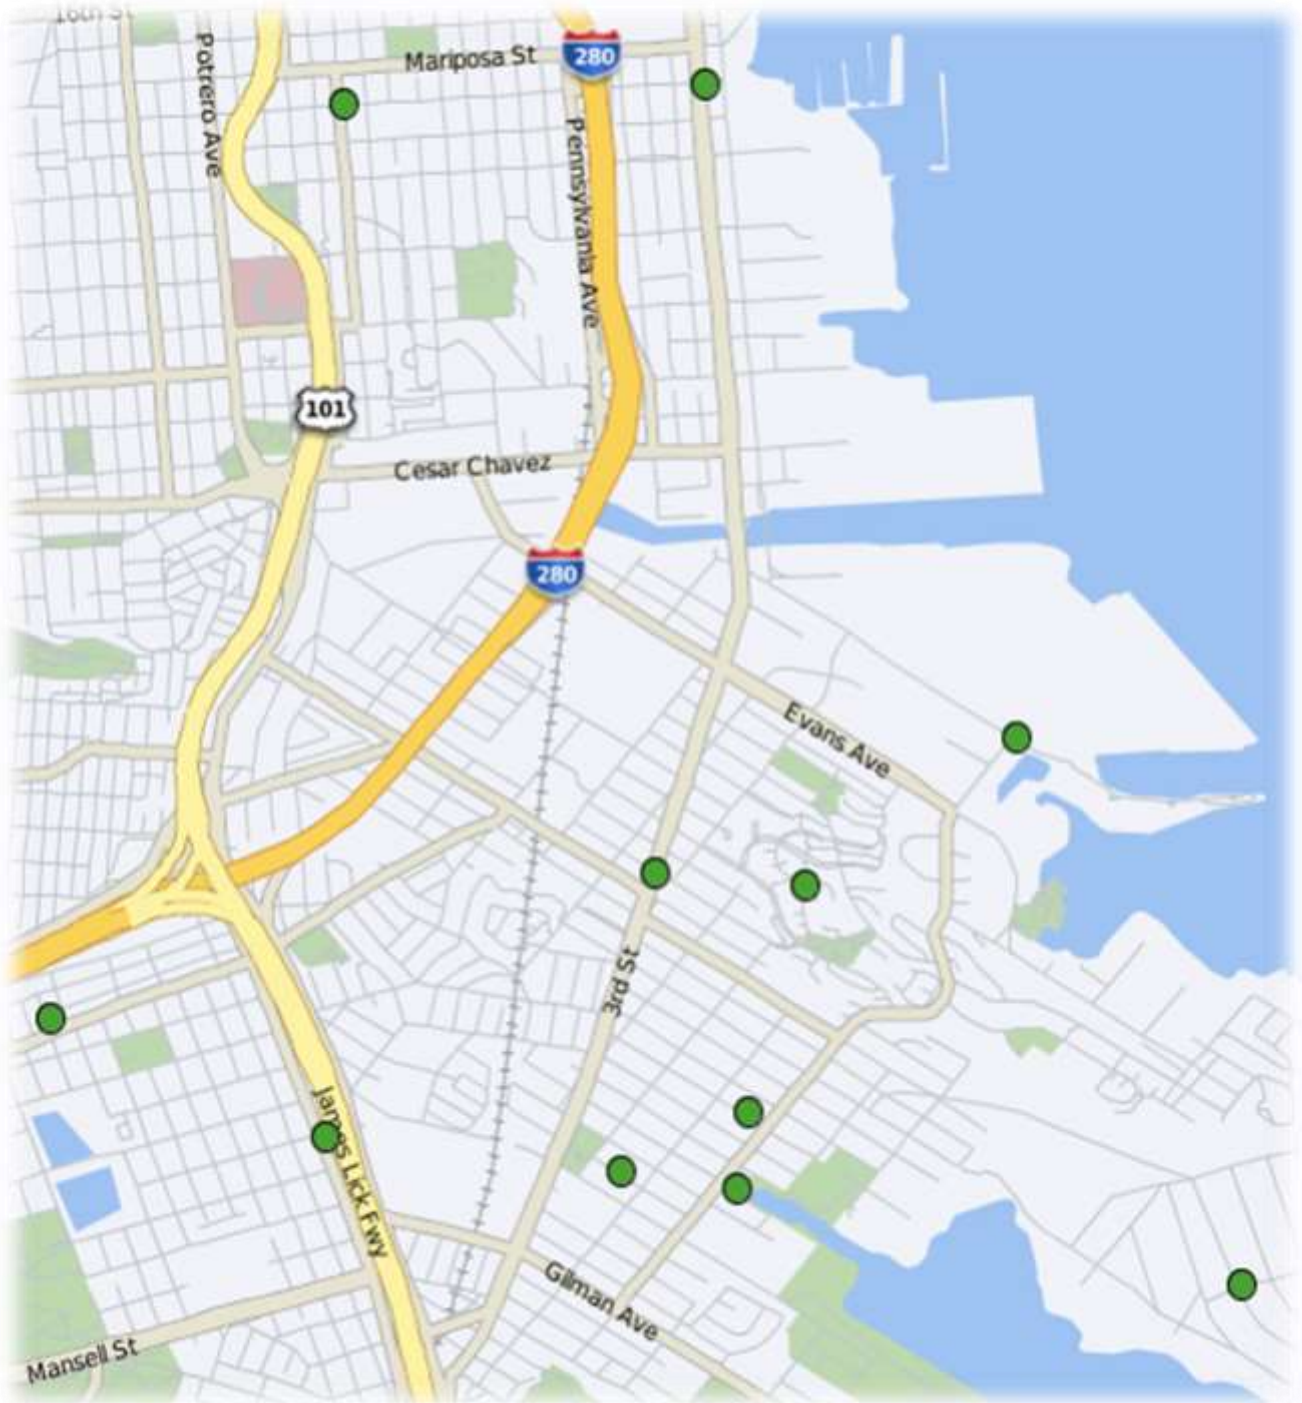 16th St
Potrero Ave
Mariposa St
280
Pennsylvania Ave
101
Cesar Chavez
280
Evans Ave
3rd St
James Lick Fwy
Gilman Ave
Mansell St